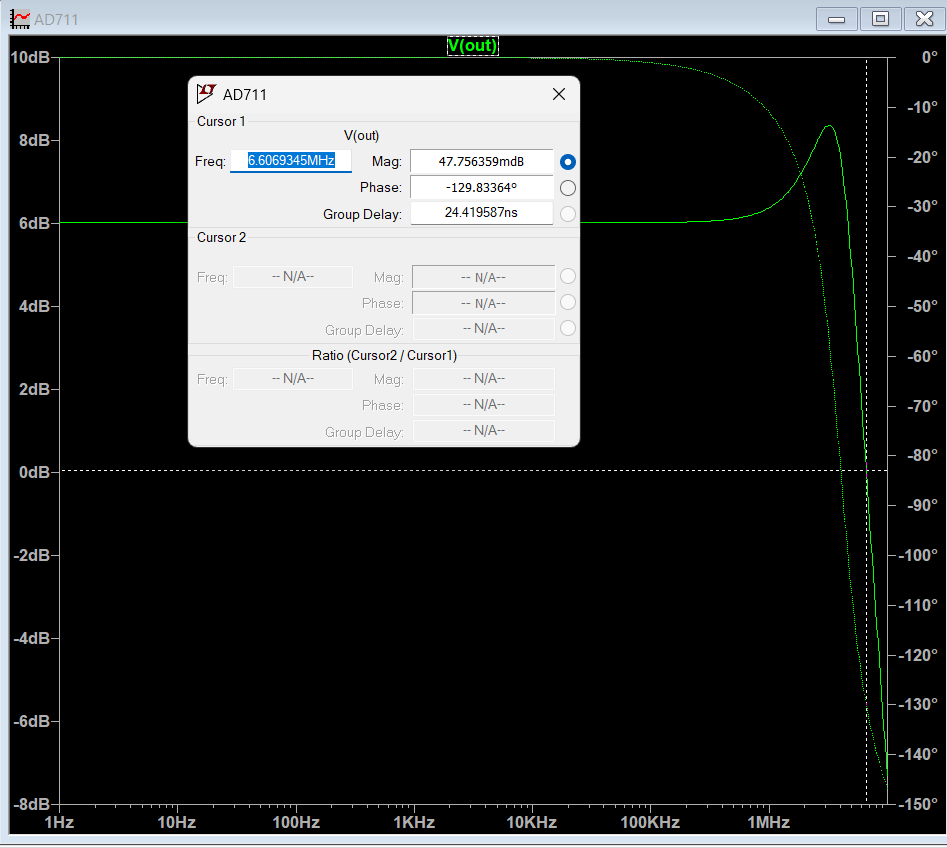 AD711
V(out)
10dB
8dB
6dB
4dB
2dB
0dB
-2dB
-4dB
-6dB
-8dB
AD711
Cursor 1
V(out)
Freq: 6.6069345MHz Mag: 47.756359mdB
Phase: -129.83364°
Group Delay: 24.419587ns
Cursor 2
Freq: -- N/A-- Mag: -- N/A--
Phase: -- N/A--
Group Delay: -- N/A--
Ratio (Cursor2 / Cursor1)
Freq: -- N/A-- Mag: -- N/A--
Phase: -- N/A--
Group Delay: -- N/A--
0°
-10°
-20°
-30°
-40°
-50°
-60°
-70°
-80°
-90°
-100°
-110°
-120°
-130°
-140°
-150°
1Hz 10Hz 100Hz 1KHz 10KHz 100KHz 1MHz